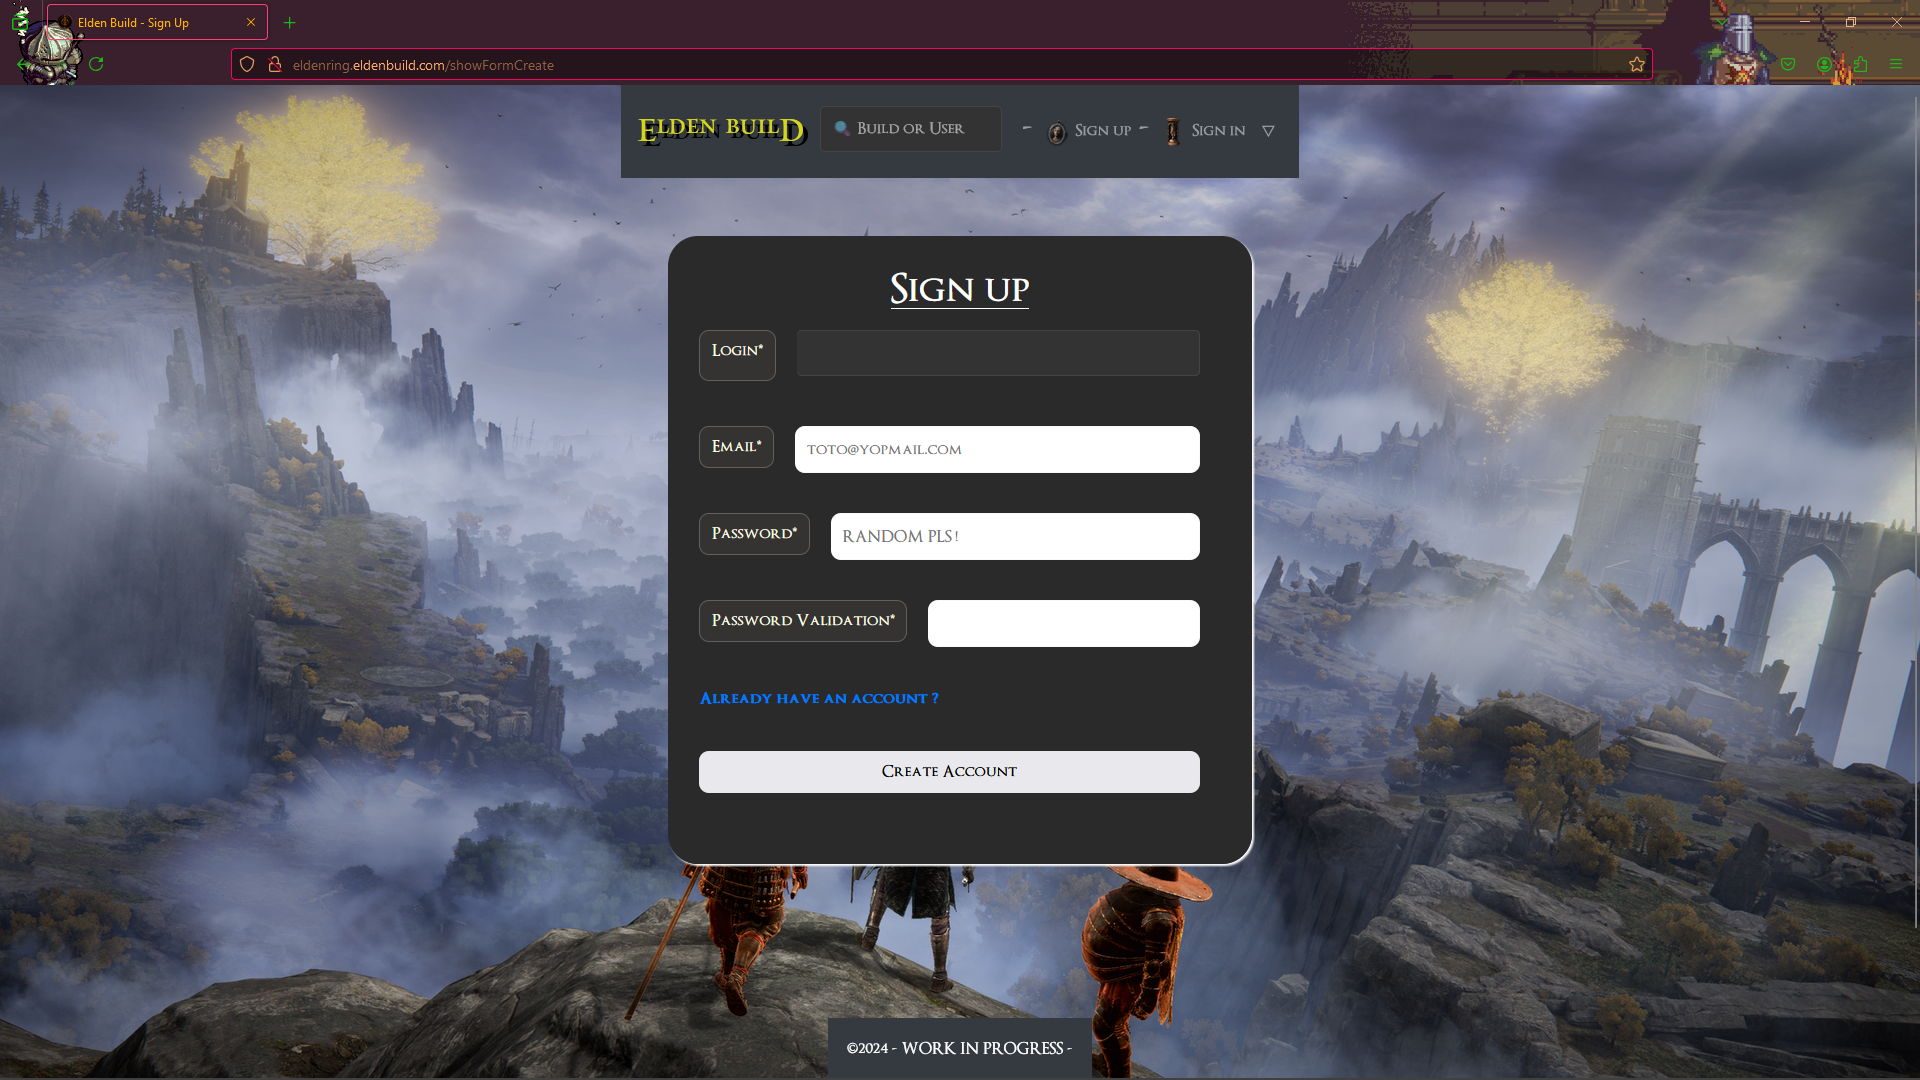 Elden Build - Sign Up
eldenring.eldenbuild.com/showFormCreate
Elden Build
Build or User
- Sign up - Sign in ▽
Sign up
Login*
Email* toto@yopmail.com
Password* RANDOM PLS!
Password Validation*
Already have an account ?
Create Account
©2024 - WORK IN PROGRESS -